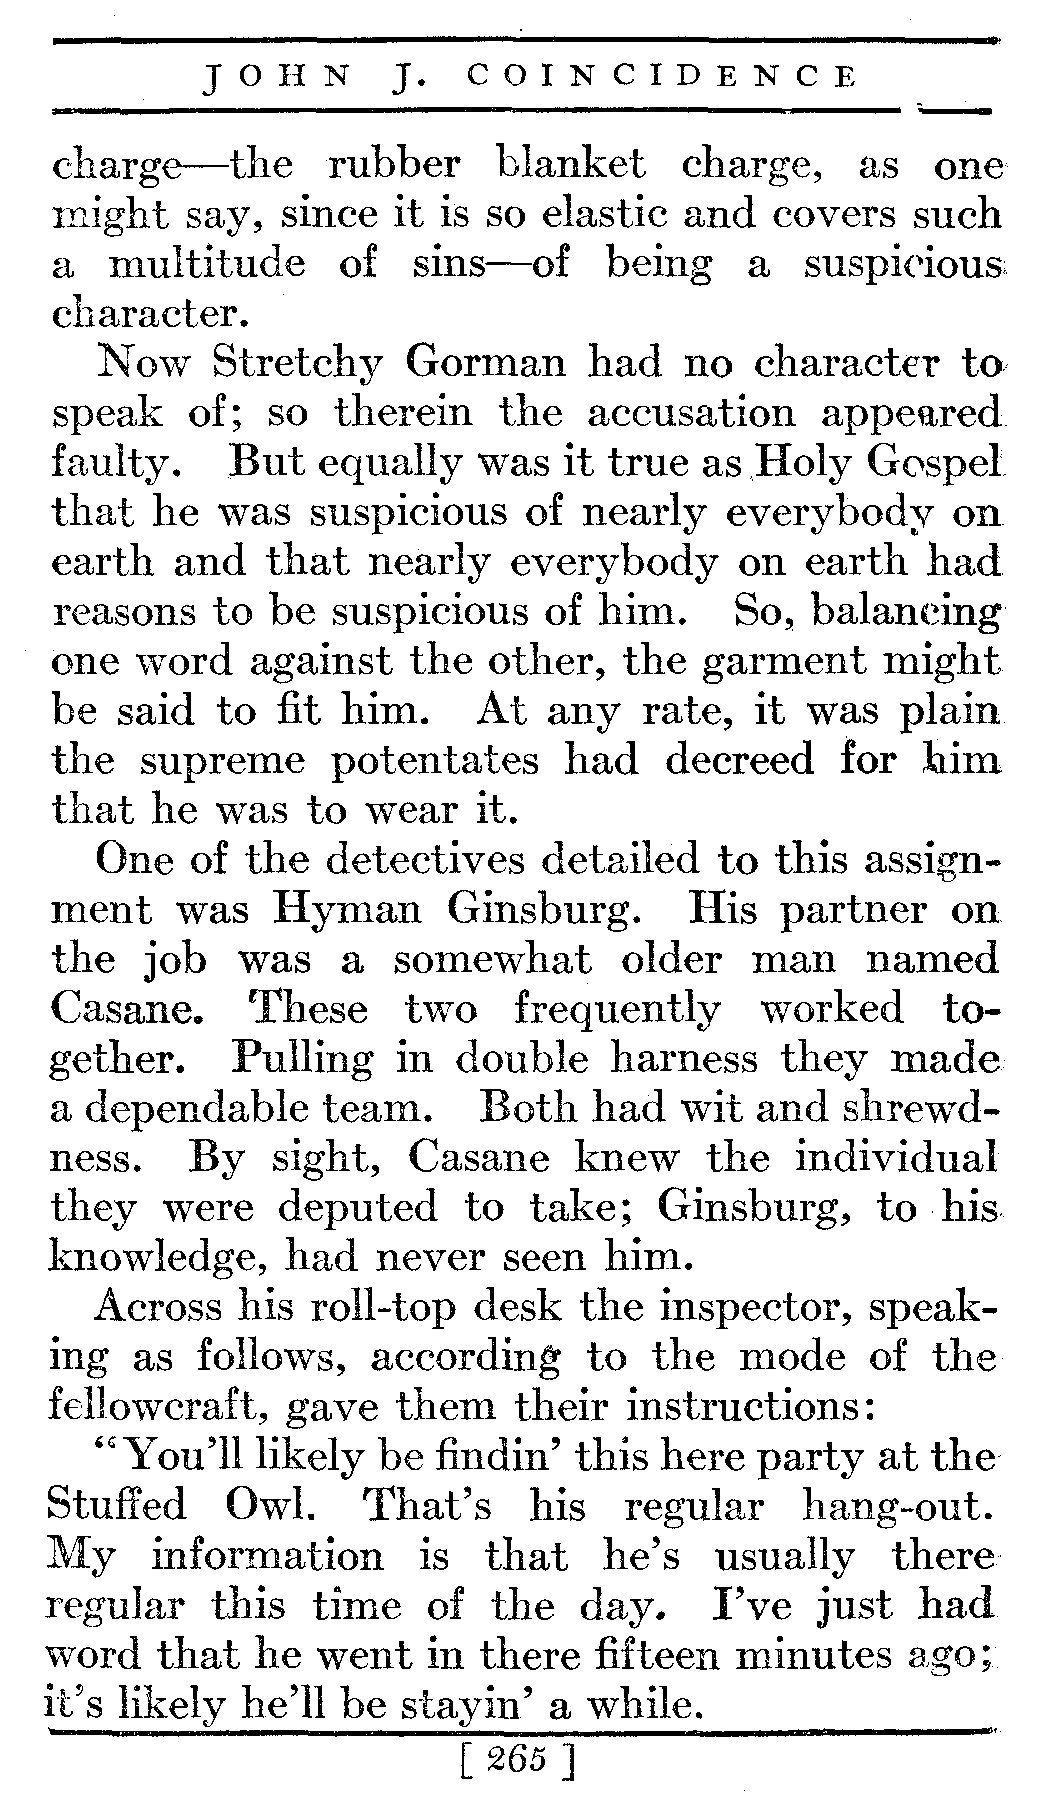 JOHN J. COINCIDENCE
charge—the rubber blanket charge, as one
might say, since it is so elastic and covers such
a multitude of sins—of being a suspicious
character.
Now Stretchy Gorman had no character to
speak of; so therein the accusation appeared
faulty. But equally was it true as Holy Gospel
that he was suspicious of nearly everybody on
earth and that nearly everybody on earth had
reasons to be suspicious of him. So, balancing
one word against the other, the garment might
be said to fit him. At any rate, it was plain
the supreme potentates had decreed for him
that he was to wear it.
One of the detectives detailed to this assign-
ment was Hyman Ginsburg. His partner on
the job was a somewhat older man named
Casane. These two frequently worked to-
gether. Pulling in double harness they made
a dependable team. Both had wit and shrewd-
ness. By sight, Casane knew the individual
they were deputed to take; Ginsburg, to his
knowledge, had never seen him.
Across his roll-top desk the inspector, speak-
ing as follows, according to the mode of the
fellowcraft, gave them their instructions:
“You’ll likely be findin’ this here party at the
Stuffed Owl. That’s his regular hang-out.
My information is that he’s usually there
regular this time of the day. I’ve just had
word that he went in there fifteen minutes ago;
it’s likely he’ll be stayin’ a while.
[ 265 ]